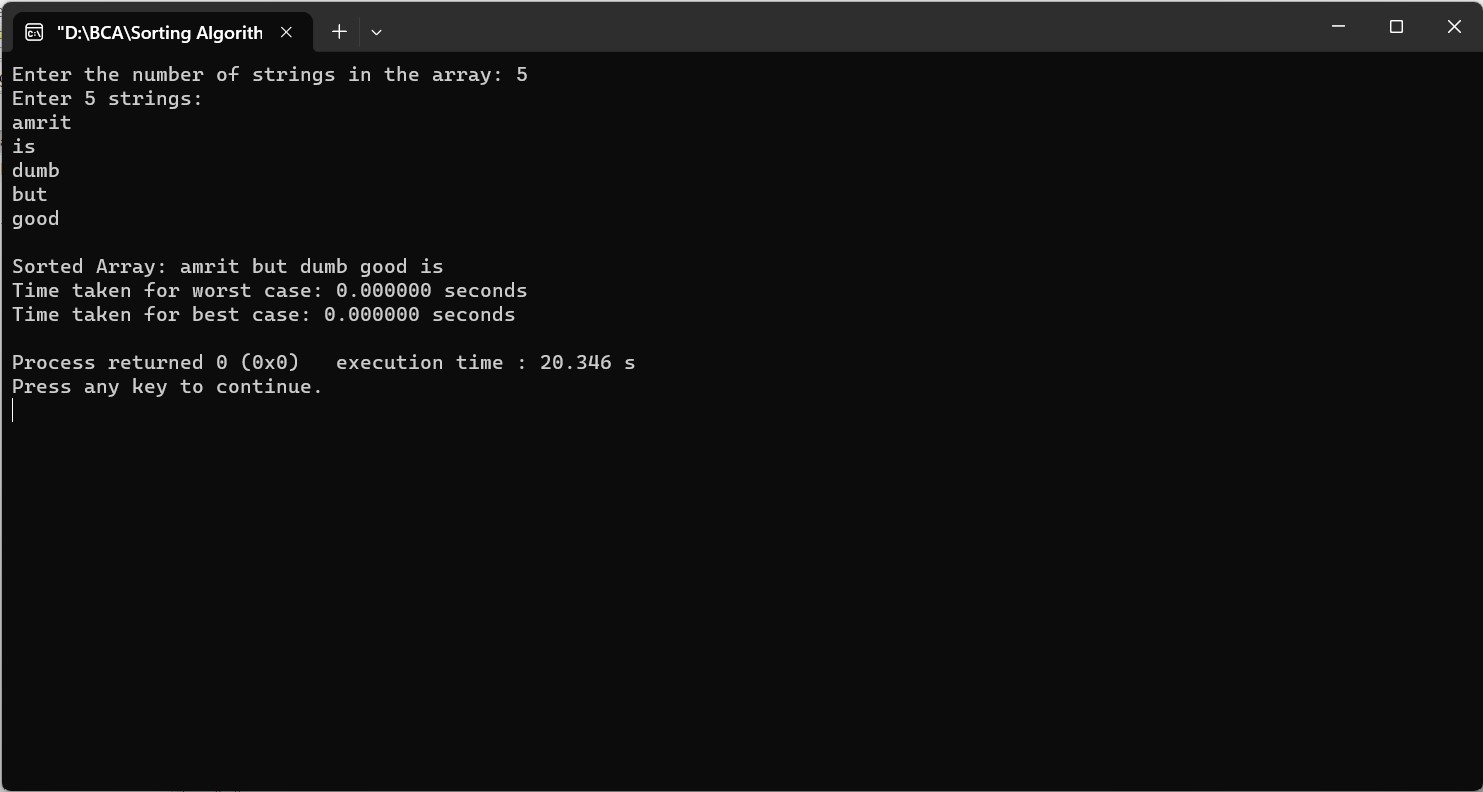 "D:\BCA\Sorting Algorith
Enter the number of strings in the array: 5
Enter 5 strings:
amrit
is
dumb
but
good
Sorted Array: amrit but dumb good is
Time taken for worst case: 0.000000 seconds
Time taken for best case: 0.000000 seconds
Process returned 0 (0x0)   execution time : 20.346 s
Press any key to continue.